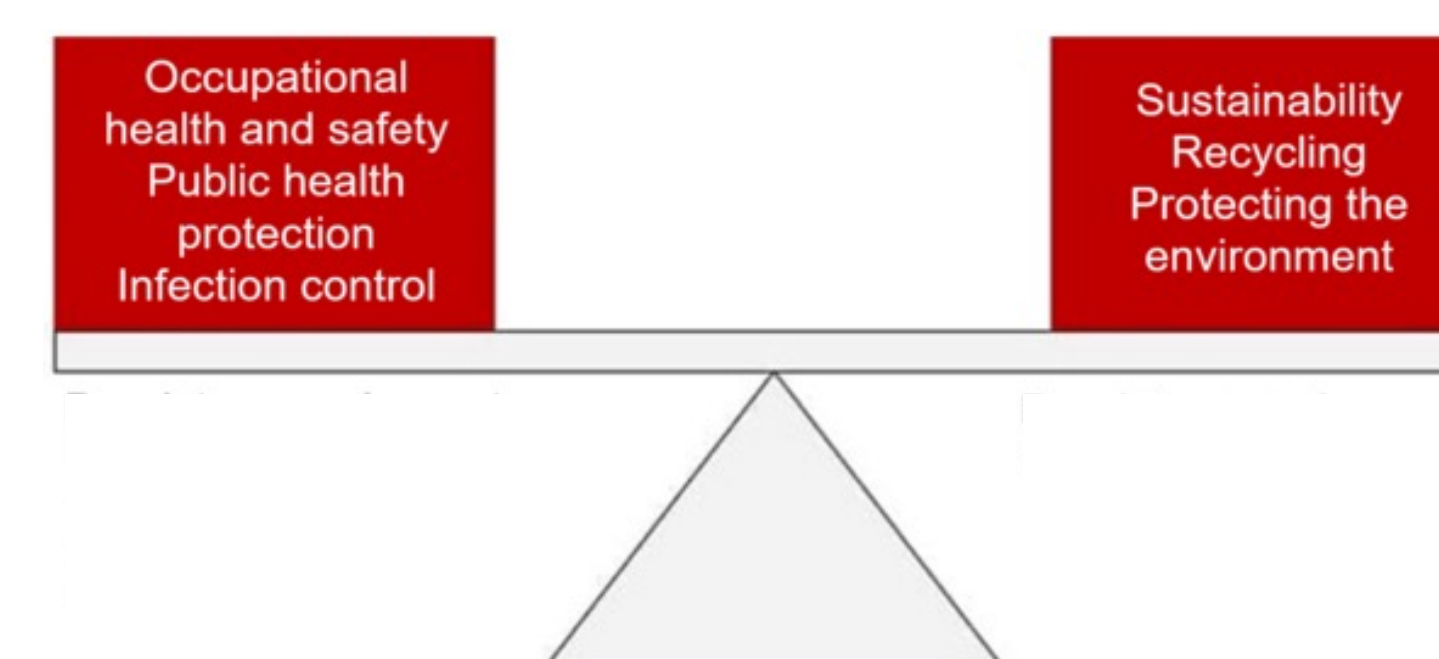 Occupational
health and safety
Public health
protection
Infection control
Sustainability
Recycling
Protecting the
environment